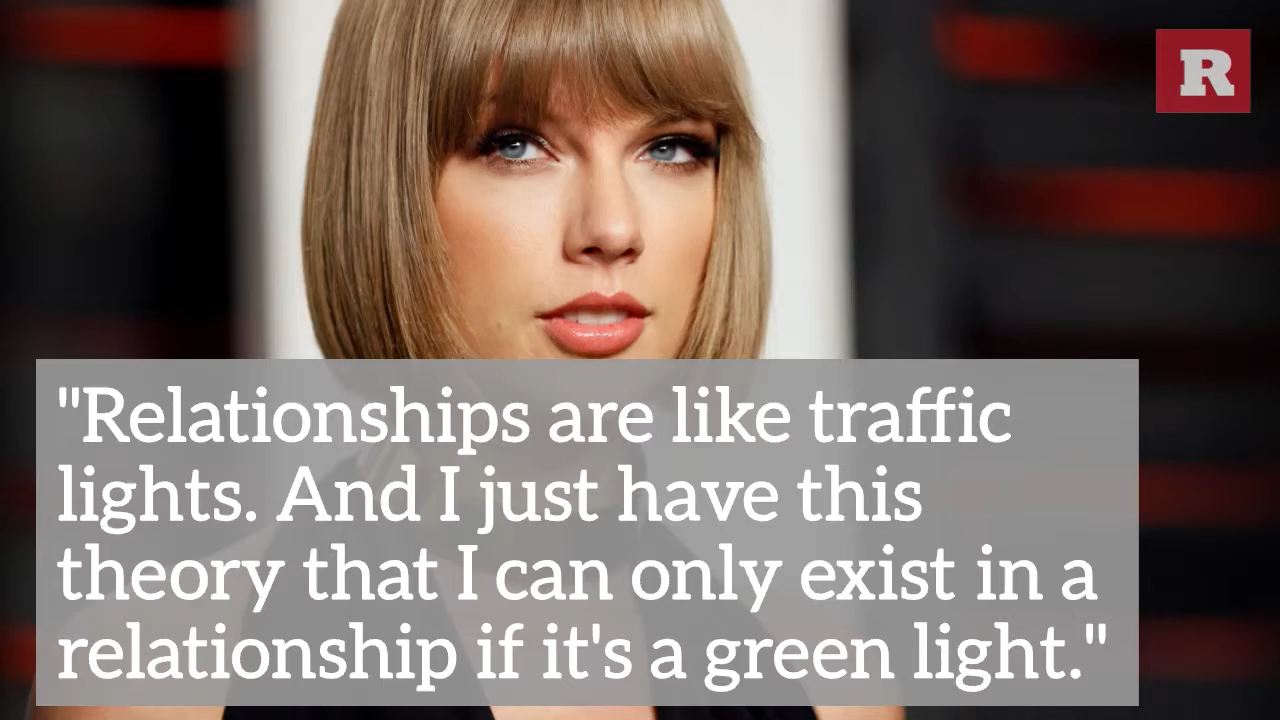 R
"Relationships are like traffic
lights. And I just have this
theory that I can only exist in a
relationship if it's a green light."